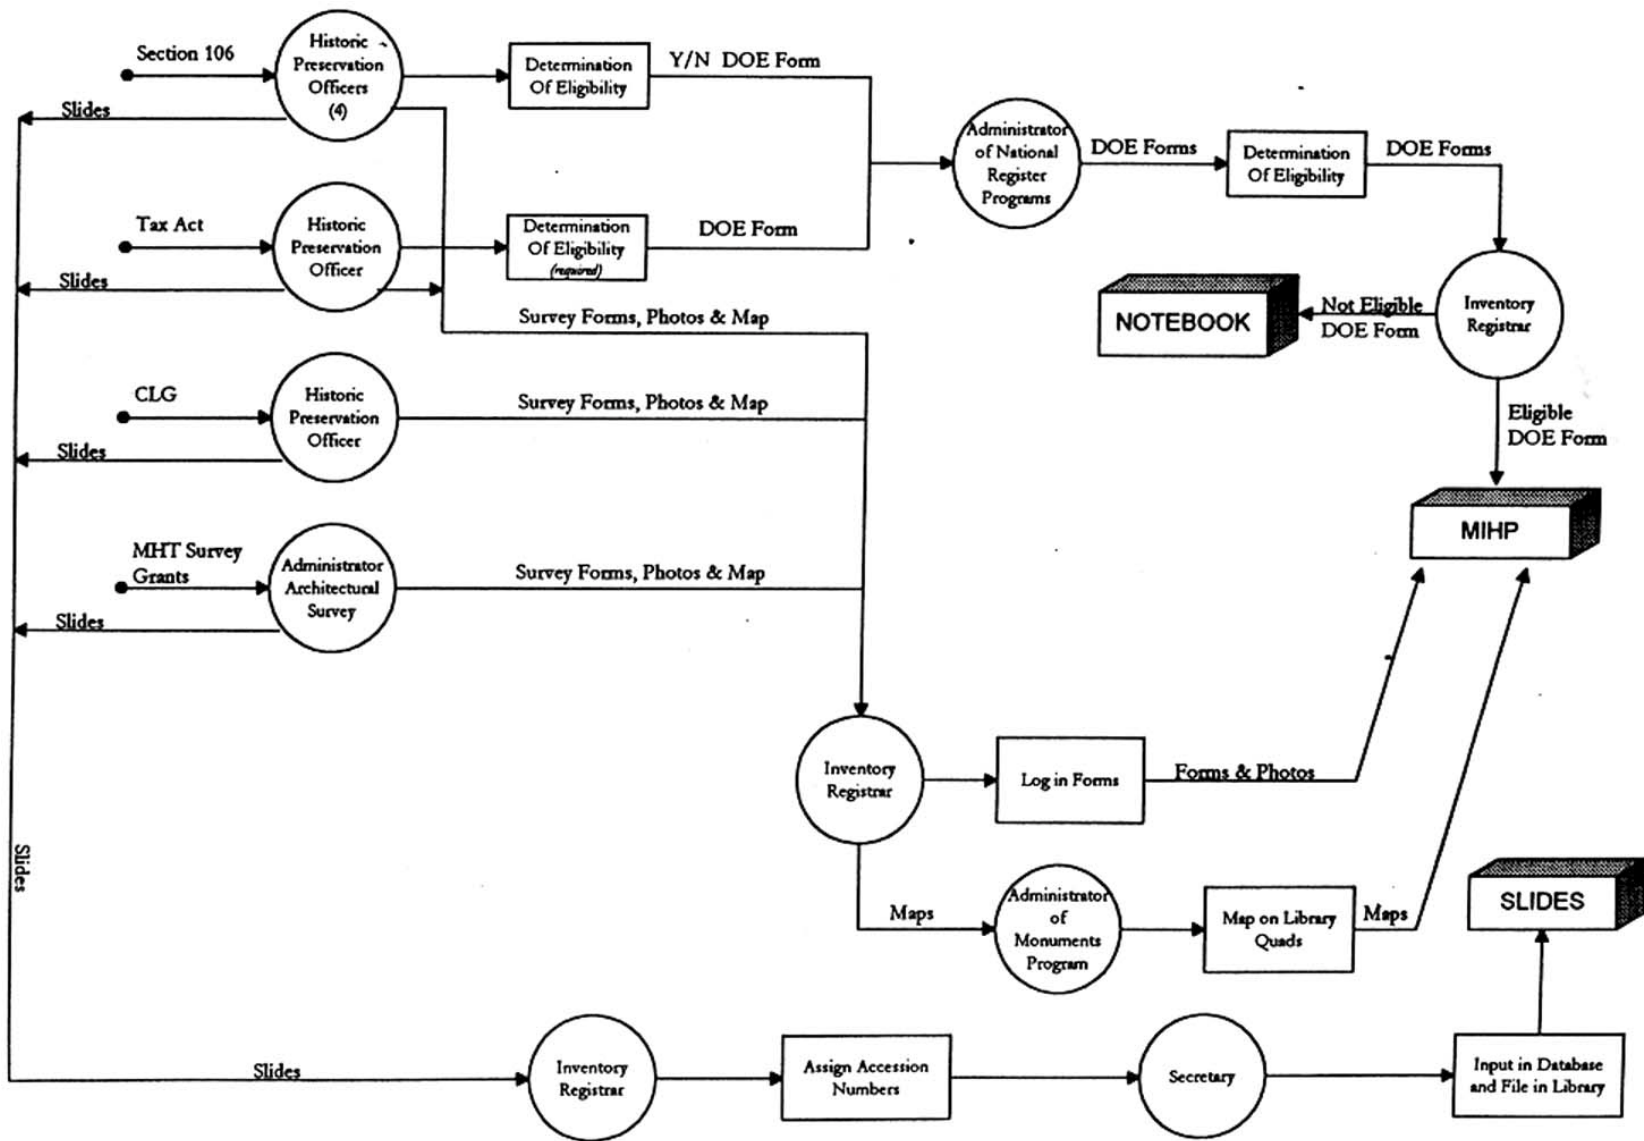 Section 106
Historic
Preservation
Officers
(4)
Determination
Of Eligibility
Y/N DOE Form
Slides
Administrator
of National
Register
Programs
DOE Forms
Determination
Of Eligibility
DOE Forms
Tax Act
Historic
Preservation
Officer
Determination
Of Eligibility
(required)
DOE Form
Slides
Survey Forms, Photos & Map
NOTEBOOK
Not Eligible
DOE Form
Inventory
Registrar
CLG
Historic
Preservation
Officer
Survey Forms, Photos & Map
Slides
Eligible
DOE Form
MIHP
MHT Survey
Grants
Administrator
Architectural
Survey
Survey Forms, Photos & Map
Slides
Inventory
Registrar
Log in Forms
Forms & Photos
Slides
Maps
Administrator
of
Monuments
Program
Map on Library
Quads
Maps
SLIDES
Slides
Inventory
Registrar
Assign Accession
Numbers
Secretary
Input in Database
and File in Library